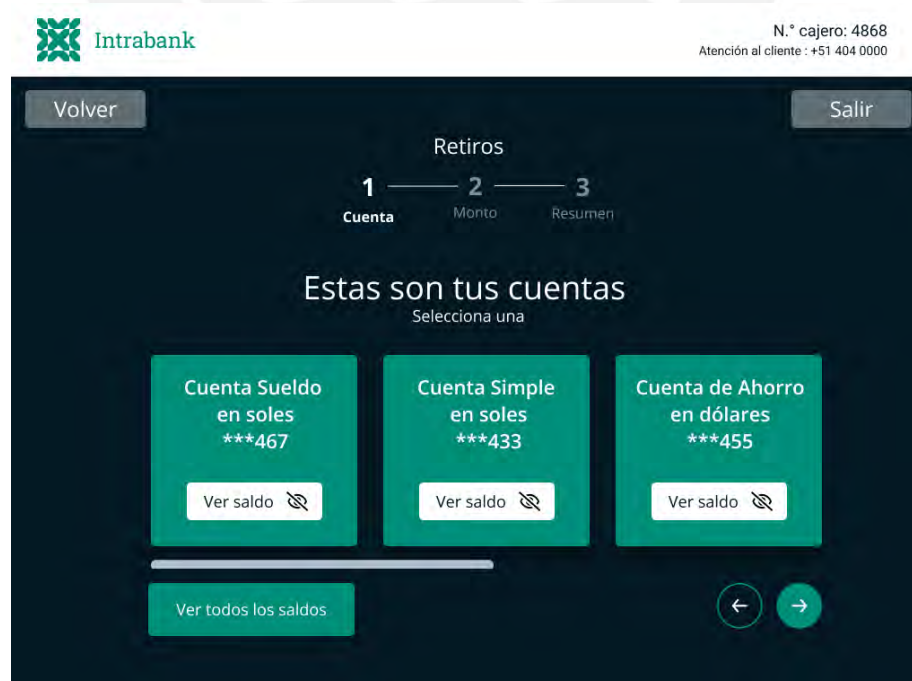 Intrabank
N.° cajero: 4868
Atención al cliente : +51 404 0000
Volver
Salir
Retiros
1 2 3
Cuenta Monto Resumen
Estas son tus cuentas
Selecciona una
Cuenta Sueldo
en soles
***467
Ver saldo
Cuenta Simple
en soles
***433
Ver saldo
Cuenta de Ahorro
en dólares
***455
Ver saldo
Ver todos los saldos